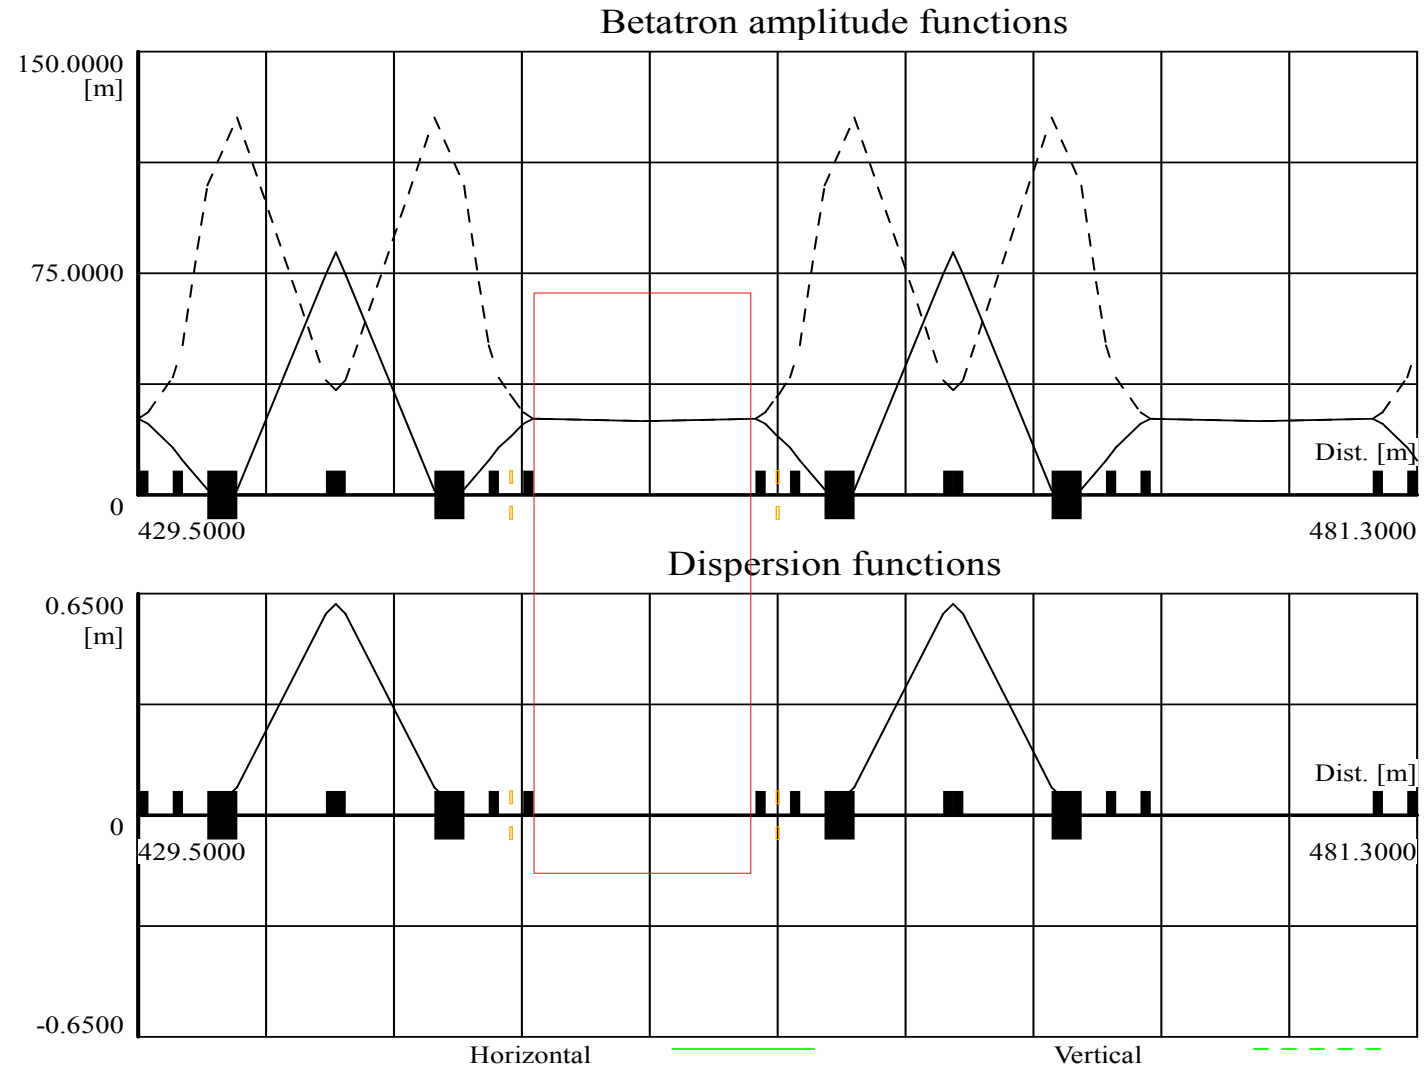 Betatron amplitude functions
150.0000
[m]
75.0000
Dist. [m]
0
429.5000 481.3000
Dispersion functions
0.6500
[m]
Dist. [m]
0
429.5000 481.3000
-0.6500
Horizontal Vertical